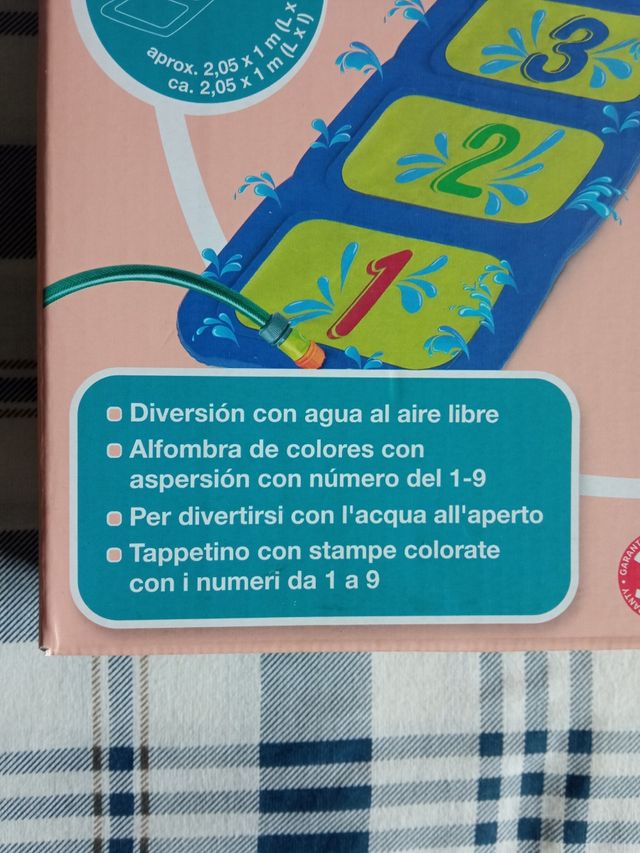 aprox. 2,05 x 1 m (L x
ca. 2,05 x 1 m (L x l)
3
2
1
Diversión con agua al aire libre
Alfombra de colores con
aspersión con número del 1-9
Per divertirsi con l'acqua all'aperto
Tappetino con stampe colorate
con i numeri da 1 a 9